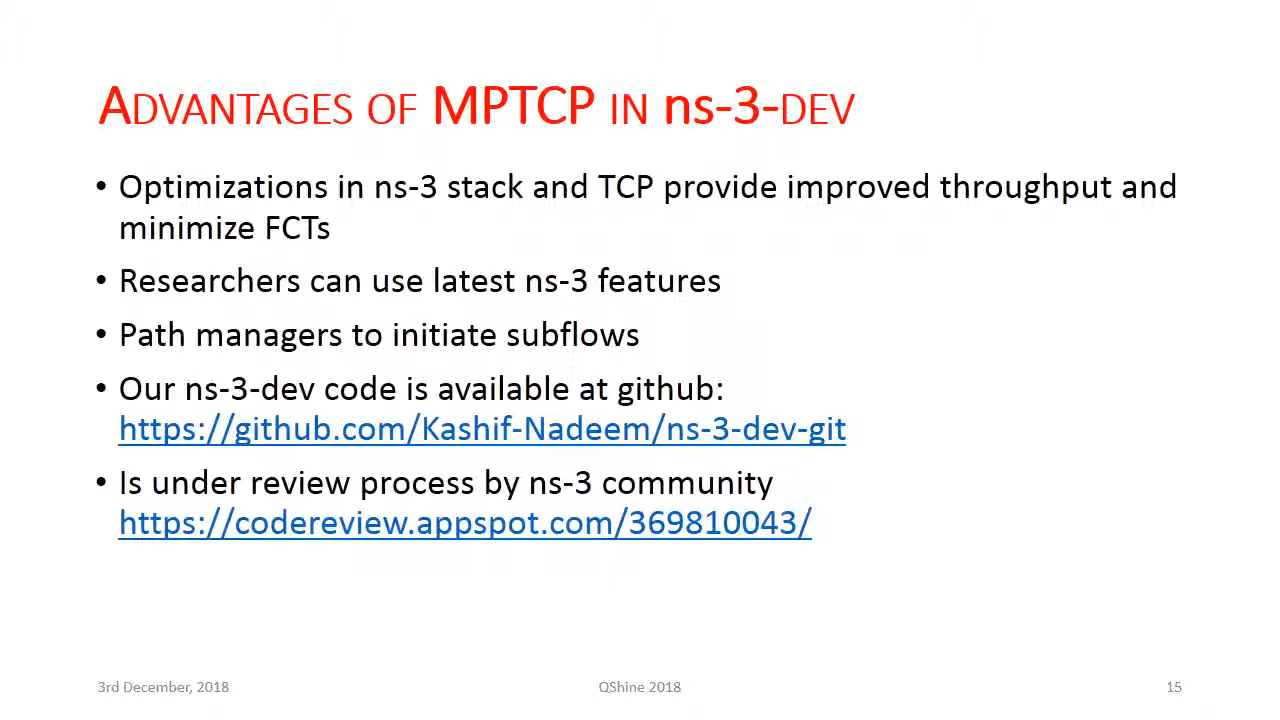 ADVANTAGES OF MPTCP IN ns-3-DEV
• Optimizations in ns-3 stack and TCP provide improved throughput and
minimize FCTs
• Researchers can use latest ns-3 features
• Path managers to initiate subflows
• Our ns-3-dev code is available at github:
https://github.com/Kashif-Nadeem/ns-3-dev-git
• Is under review process by ns-3 community
https://codereview.appspot.com/369810043/
3rd December, 2018
QShine 2018
15